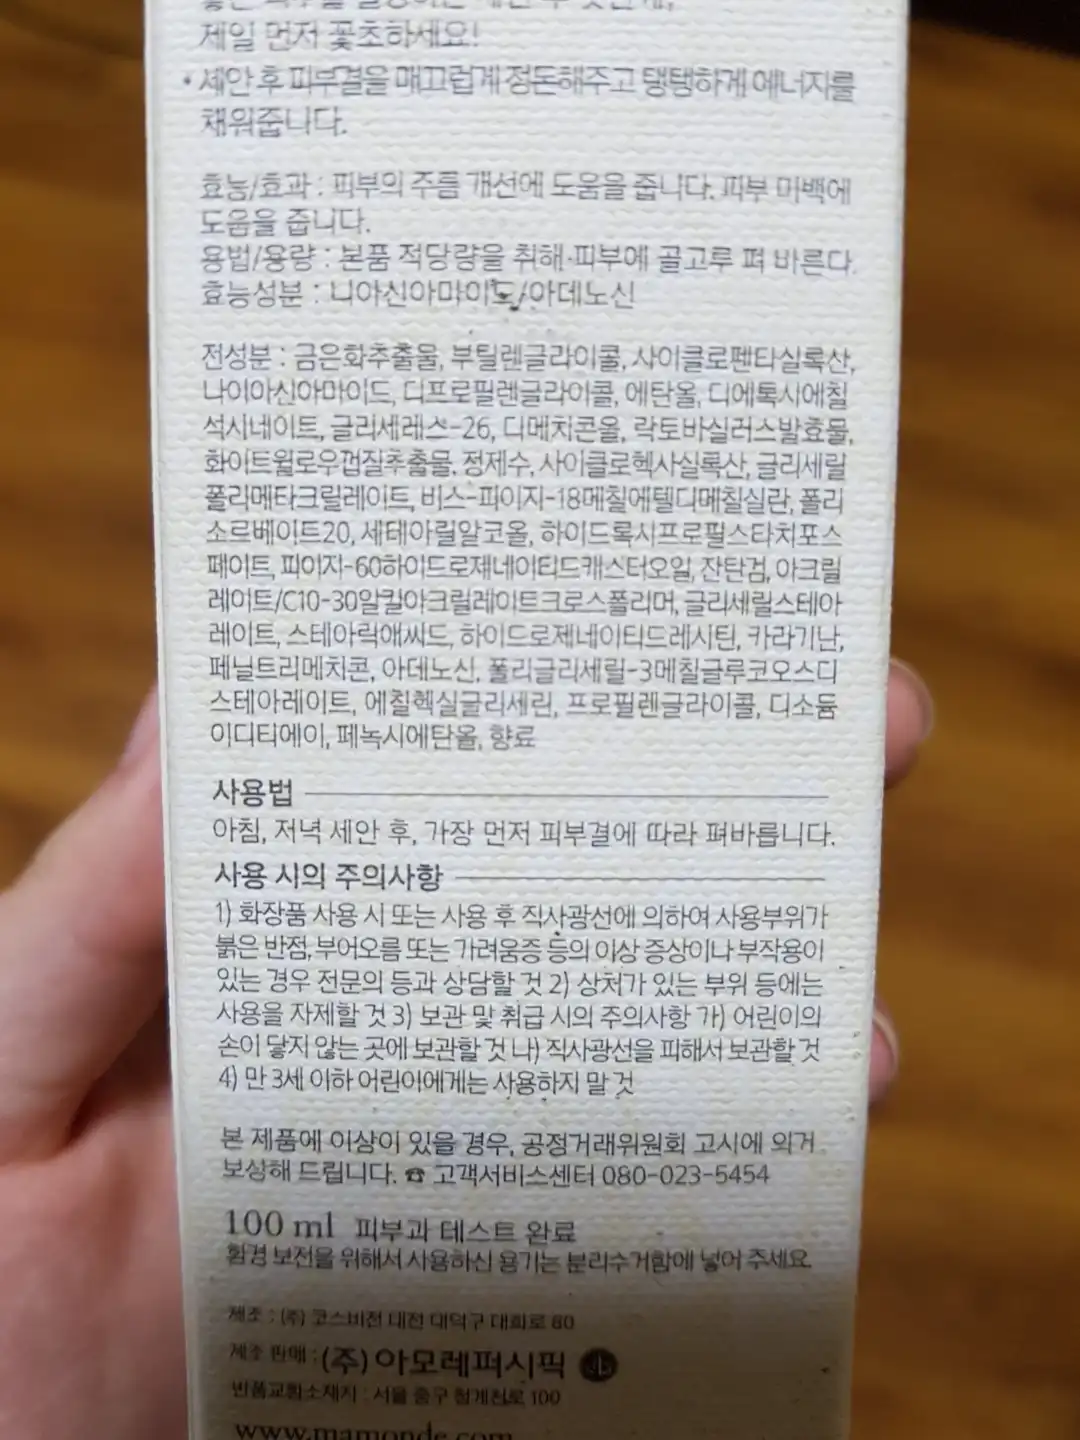 제일 먼저 꽃초하세요!
• 세안 후 피부결을 매끄럽게 정돈해주고 탱탱하게 에너지를
채워줍니다.
효능/효과 : 피부의 주름 개선에 도움을 줍니다. 피부 미백에
도움을 줍니다.
용법/용량 : 본품 적당량을 취해 피부에 골고루 펴 바른다.
효능성분 : 니아신아마이드/아데노신
전성분 : 금은화추출물, 부틸렌글라이콜, 사이클로펜타실록산,
나이아신아마이드, 디프로필렌글라이콜, 에탄올, 디에톡시에칠
석시네이트, 글리세레스-26, 디메치콘올, 락토바실러스발효물,
화이트윌로우껍질추출물, 정제수, 사이클로헥사실록산, 글리세릴
폴리메타크릴레이트, 비스-피이지-18메칠에텔디메칠실란, 폴리
소르베이트20, 세테아릴알코올, 하이드록시프로필스타치포스
페이트, 피이지-60하이드로제네이티드캐스터오일, 잔탄검, 아크릴
레이트/C10-30알킬아크릴레이트크로스폴리머, 글리세릴스테아
레이트, 스테아릭애씨드, 하이드로제네이티드레시틴, 카라기난,
페닐트리메치콘, 아데노신, 폴리글리세릴-3메칠글루코오스디
스테아레이트, 에칠헥실글리세린, 프로필렌글라이콜, 디소듐
이디티에이, 페녹시에탄올, 향료
사용법
아침, 저녁 세안 후, 가장 먼저 피부결에 따라 펴바릅니다.
사용 시의 주의사항
1) 화장품 사용 시 또는 사용 후 직사광선에 의하여 사용부위가
붉은 반점, 부어오름 또는 가려움증 등의 이상 증상이나 부작용이
있는 경우 전문의 등과 상담할 것 2) 상처가 있는 부위 등에는
사용을 자제할 것 3) 보관 및 취급 시의 주의사항 가) 어린이의
손이 닿지 않는 곳에 보관할 것 나) 직사광선을 피해서 보관할 것
4) 만 3세 이하 어린이에게는 사용하지 말 것
본 제품에 이상이 있을 경우, 공정거래위원회 고시에 의거
보상해 드립니다. ☎ 고객서비스센터 080-023-5454
100 ml 피부과 테스트 완료
환경 보전을 위해서 사용하신 용기는 분리수거함에 넣어 주세요.
제조 : (주) 코스비전 대전 대덕구 대화로 80
제조 판매 : (주) 아모레퍼시픽
반품교환소재지 : 서울 중구 청계천로 100
www.mamonde.com